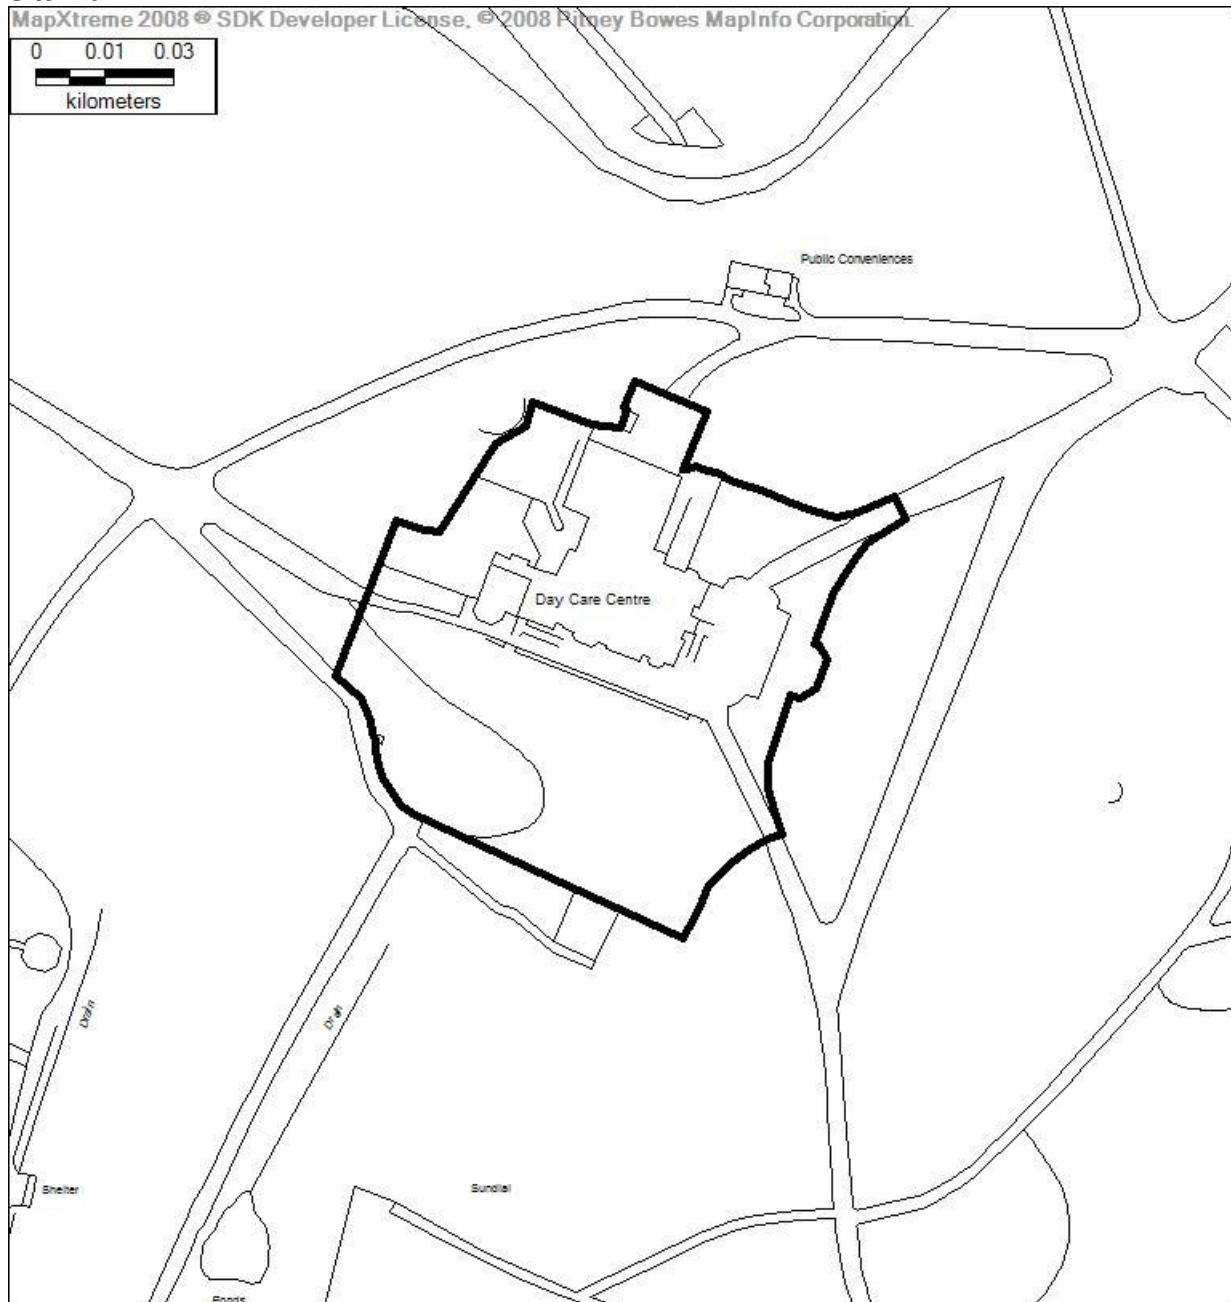 MapXtreme 2008 ® SDK Developer License, © 2008 Pitney Bowes MapInfo Corporation.
0 0.01 0.03
kilometers
Public Conveniences
Day Care Centre
Drain
Drain
Shelter
Sundial
Ponds